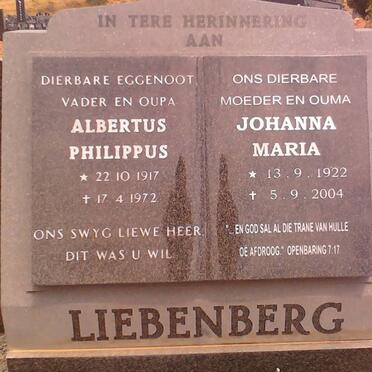 IN TERE HERINNERING
AAN
DIERBARE EGGENOOT
VADER EN OUPA
ALBERTUS
PHILIPPUS
★ 22·10·1917
✝ 17·4·1972
ONS SWYG LIEWE HEER
DIT WAS U WIL
ONS DIERBARE
MOEDER EN OUMA
JOHANNA
MARIA
★ 13.9.1922
✝ 5.9.2004
"... EN GOD SAL AL DIE TRANE VAN HULLE
OË AFDROOG." OPENBARING 7:17
LIEBENBERG